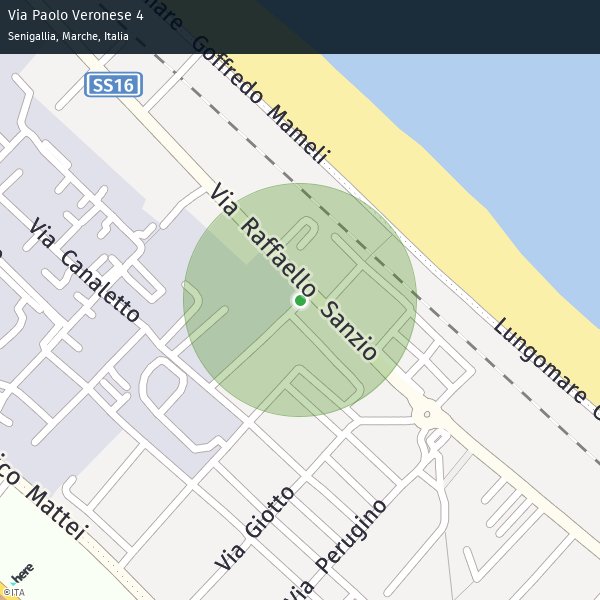 Via Paolo Veronese 4
Senigallia, Marche, Italia
Goffredo Mameli
SS16
Via Raffaello Sanzio
Via Canaletto
Lungomare
Mattei
Via Giotto
Via Perugino
here
©ITA